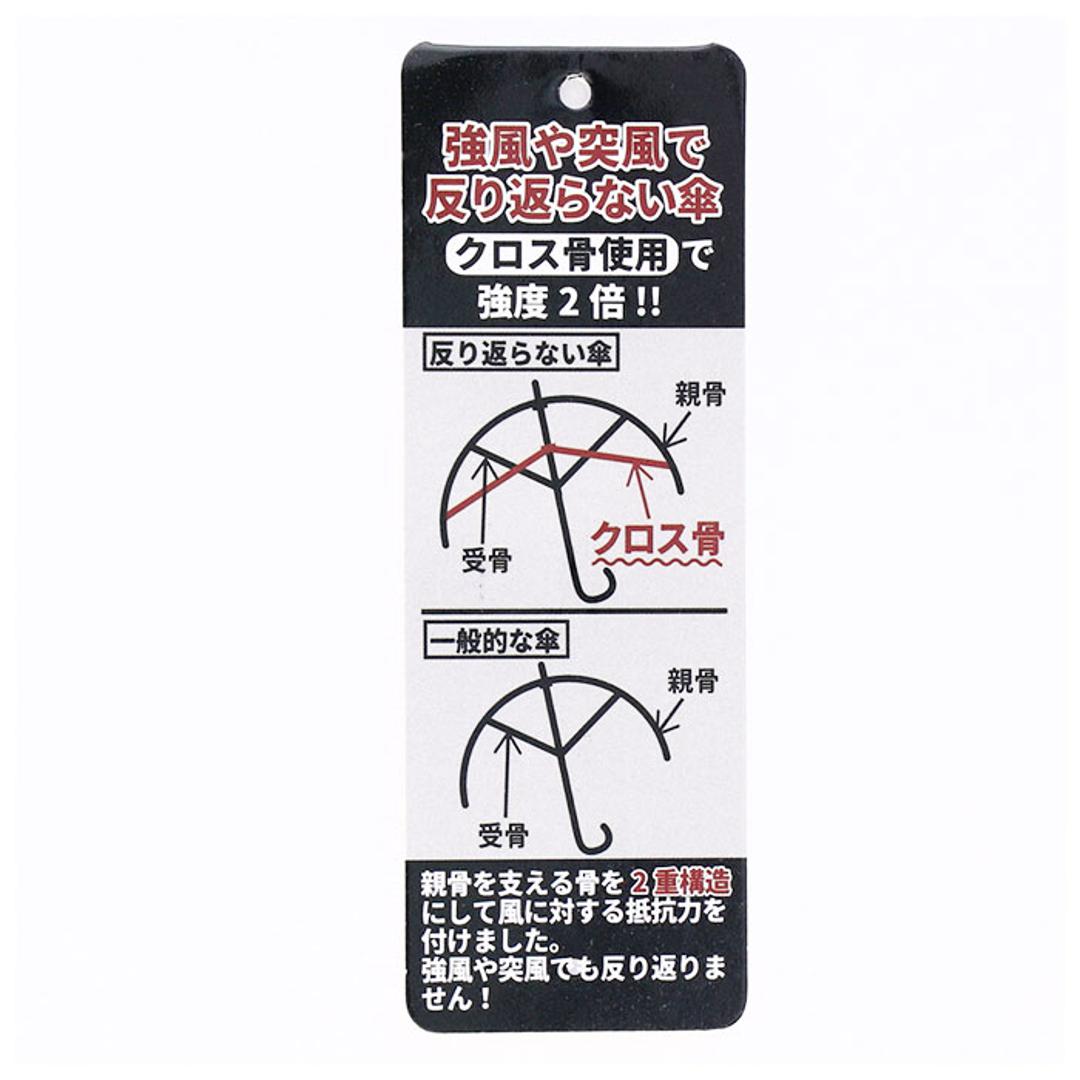 強風や突風で
反り返らない傘
クロス骨使用で
強度2倍!!
反り返らない傘
親骨
クロス骨
受骨
一般的な傘
親骨
受骨
親骨を支える骨を2重構造
にして風に対する抵抗力を
付けました。
強風や突風でも反り返りま
せん!